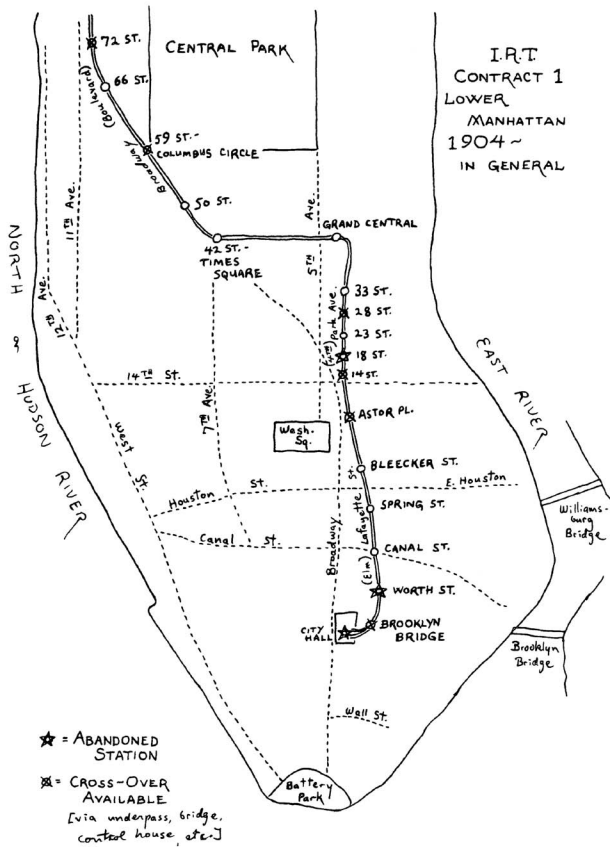 I.R.T.
CONTRACT 1
LOWER
MANHATTAN
1904~
IN GENERAL
72 ST.
CENTRAL PARK
66 ST.
(Boulevard)
59 ST.-
COLUMBUS CIRCLE
Broadway
50 ST.
11TH Ave.
42 ST.-
TIMES
SQUARE
5TH
Ave.
GRAND CENTRAL
33 ST.
28 ST.
23 ST.
18 ST.
14 ST.
(4TH) Park Ave.
NORTH
or
HUDSON
RIVER
12TH Ave.
14TH St.
7TH Ave.
West
St.
Wash.
Sq.
ASTOR PL.
EAST RIVER
BLEECKER ST.
Houston St.
E. Houston
SPRING ST.
Canal St.
CANAL ST.
Broadway
(Elm) Lafayette St.
Williams-
burg
Bridge
WORTH ST.
CITY
HALL
BROOKLYN
BRIDGE
Brooklyn
Bridge
Wall St.
Battery
Park
= ABANDONED
STATION
= CROSS-OVER
AVAILABLE
[via underpass, bridge,
control house, etc.]